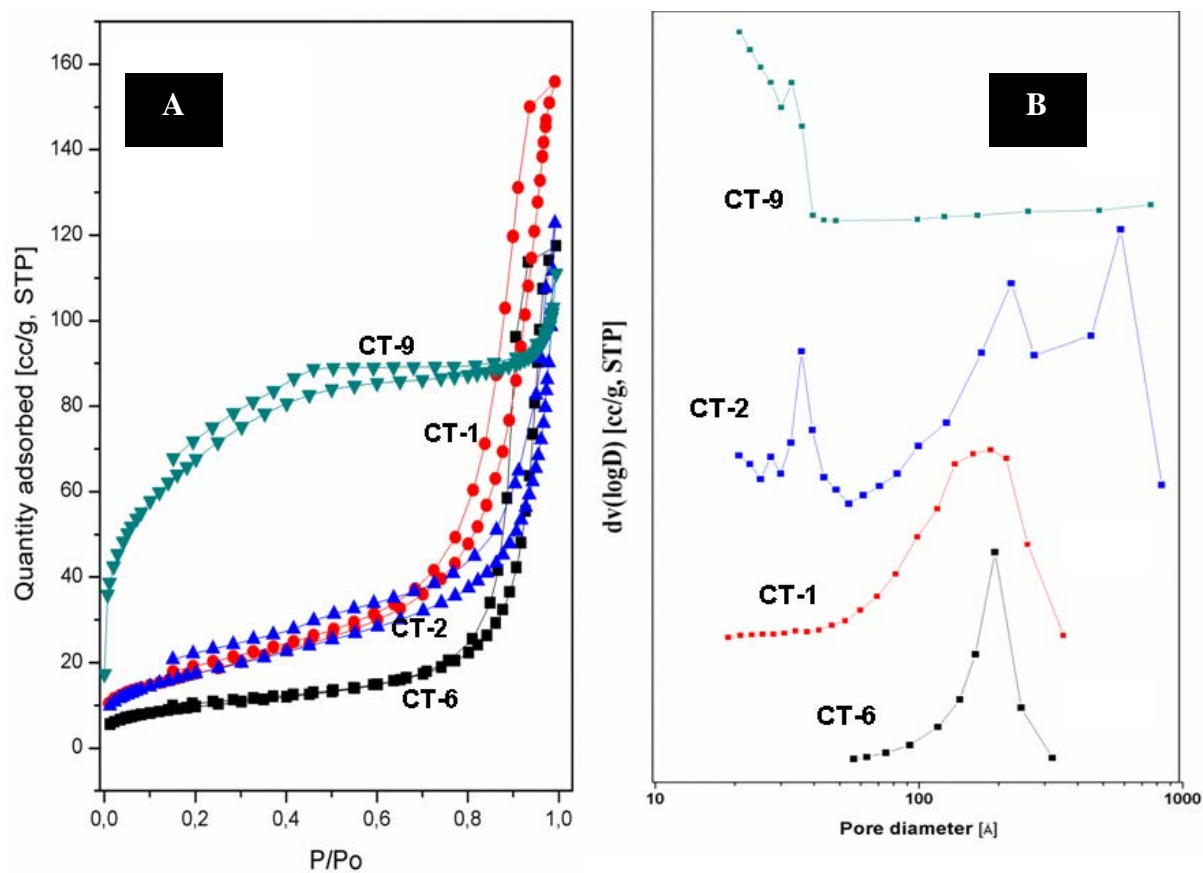 A
160
140
120
100
80
60
40
20
0
Quantity adsorbed [cc/g, STP]
CT-9
CT-1
CT-2
CT-6
0,0 0,2 0,4 0,6 0,8 1,0
P/Po
B
dv(logD) [cc/g, STP]
CT-9
CT-2
CT-1
CT-6
10 100 1000
Pore diameter [A]